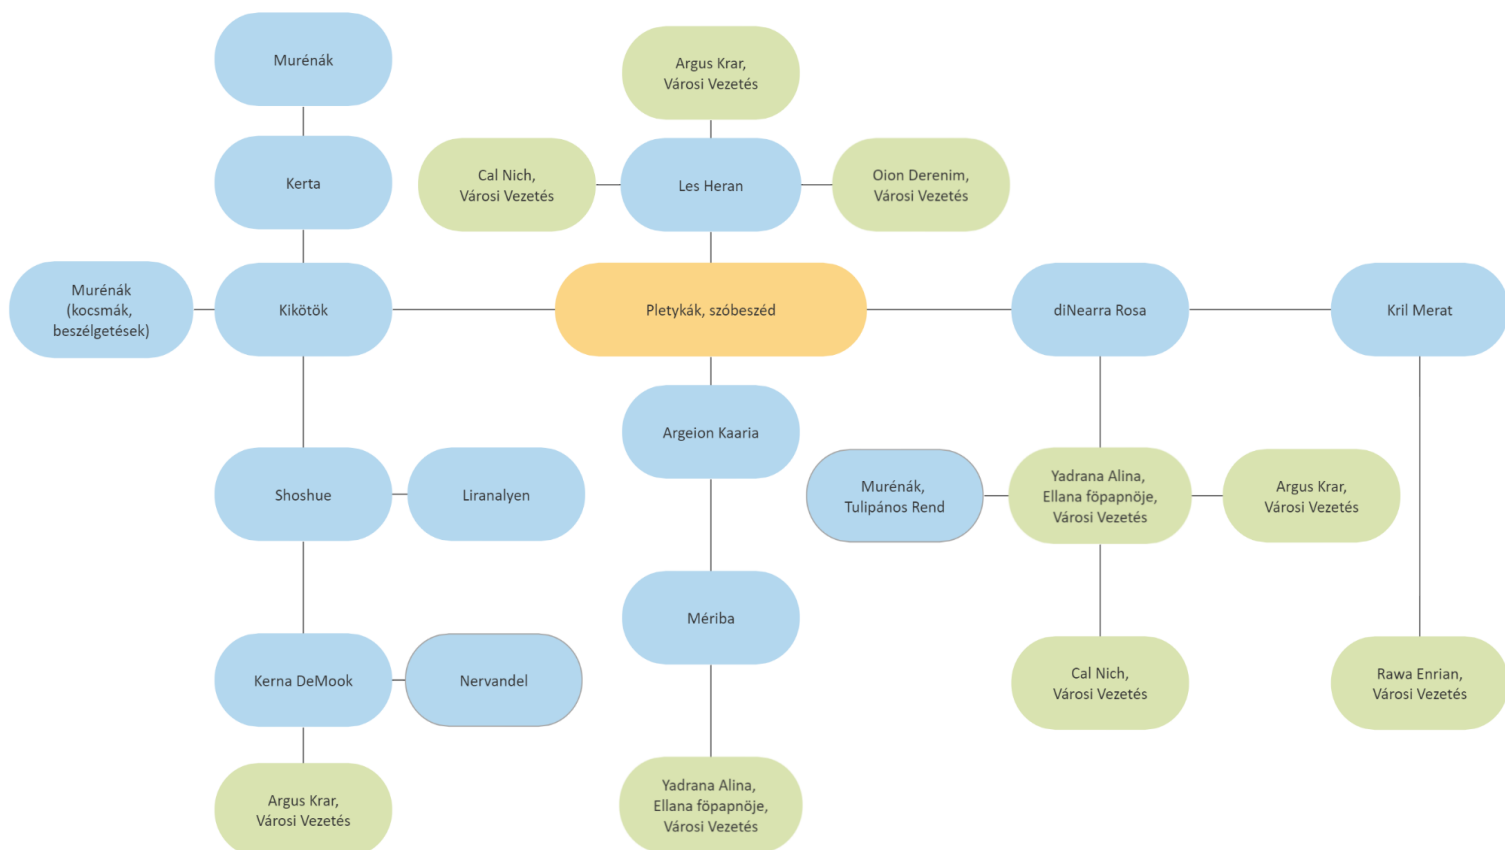 Murénák
Argus Krar,
Városi Vezetés
Kerta
Cal Nich,
Városi Vezetés
Les Heran
Oion Derenim,
Városi Vezetés
Murénák
(kocsmák,
beszélgetések)
Kikötök
Pletykák, szóbeszéd
diNearra Rosa
Kril Merat
Argeion Kaaria
Shoshue
Liranalyen
Murénák,
Tulipános Rend
Yadrana Alina,
Ellana föpapnöje,
Városi Vezetés
Argus Krar,
Városi Vezetés
Mériba
Kerna DeMook
Nervandel
Cal Nich,
Városi Vezetés
Rawa Enrian,
Városi Vezetés
Argus Krar,
Városi Vezetés
Yadrana Alina,
Ellana föpapnöje,
Városi Vezetés